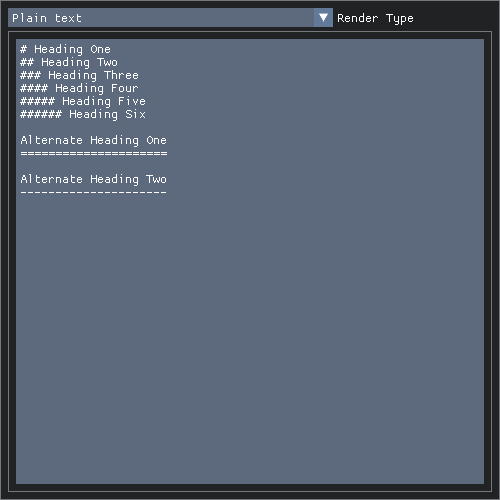 Plain text ▼ Render Type
# Heading One
## Heading Two
### Heading Three
#### Heading Four
##### Heading Five
###### Heading Six

Alternate Heading One
=====================

Alternate Heading Two
---------------------